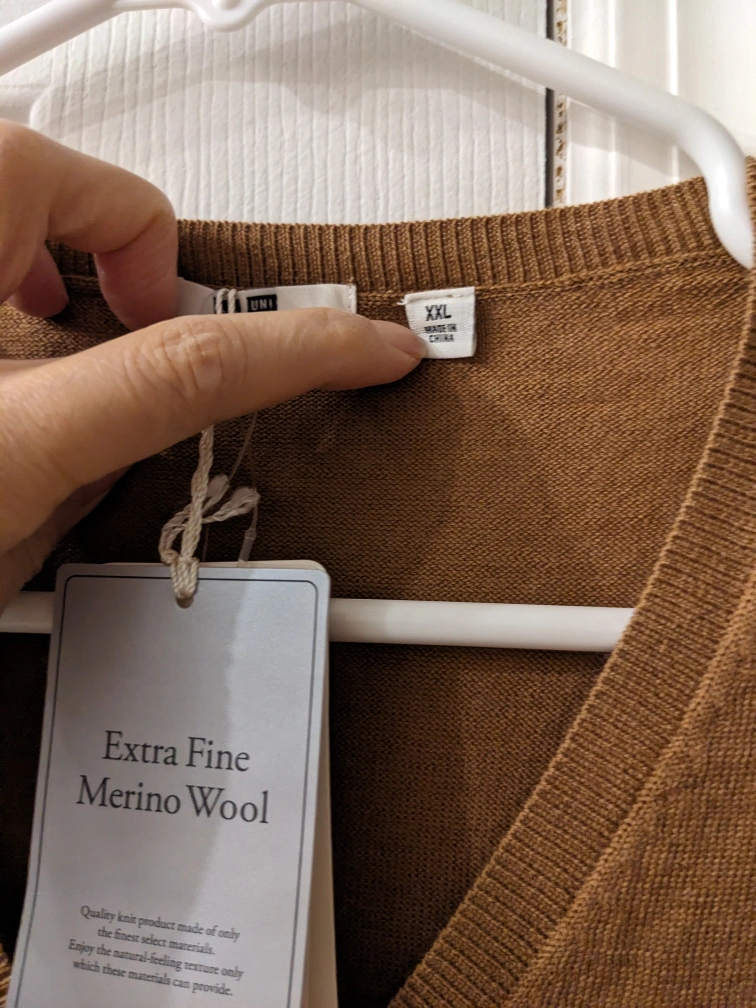 UNI
XXL
MADE IN
CHINA
Extra Fine
Merino Wool
Quality knit product made of only
the finest select materials.
Enjoy the natural-feeling texture only
which these materials can provide.